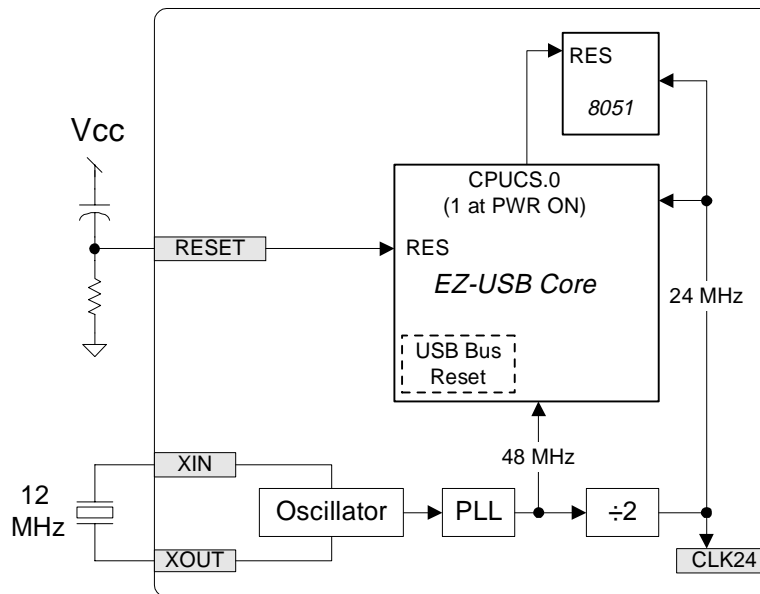 RES
8051
Vcc
CPUCS.0
(1 at PWR ON)
RESET
RES
EZ-USB Core
24 MHz
USB Bus
Reset
XIN
48 MHz
12
MHz
Oscillator
PLL
÷2
XOUT
CLK24